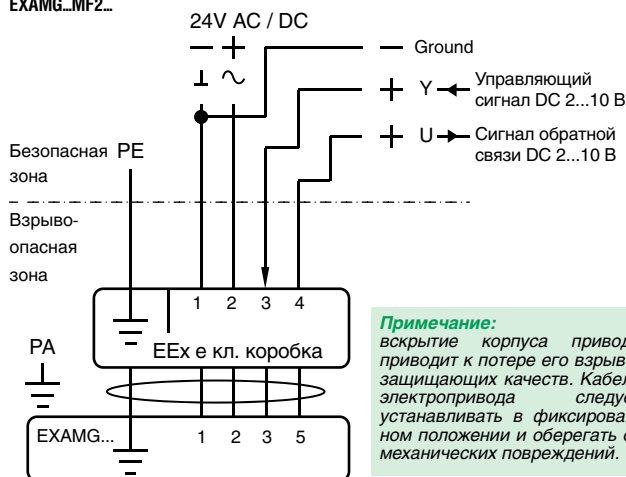 EXAMG...MF2...
24V AC / DC
Ground
Y
Управляющий
сигнал DC 2...10 В
U
Сигнал обратной
связи DC 2...10 В
Безопасная PE
зона
Взрыво-
опасная
зона
1 2 3 4
EEx e кл. коробка
PA
EXAMG... 1 2 3 5
Примечание:
вскрытие корпуса
приводит к потере его
защищающих качеств.
электропривода
устанавливать в
ном положении и оберегать
механических повреждений.